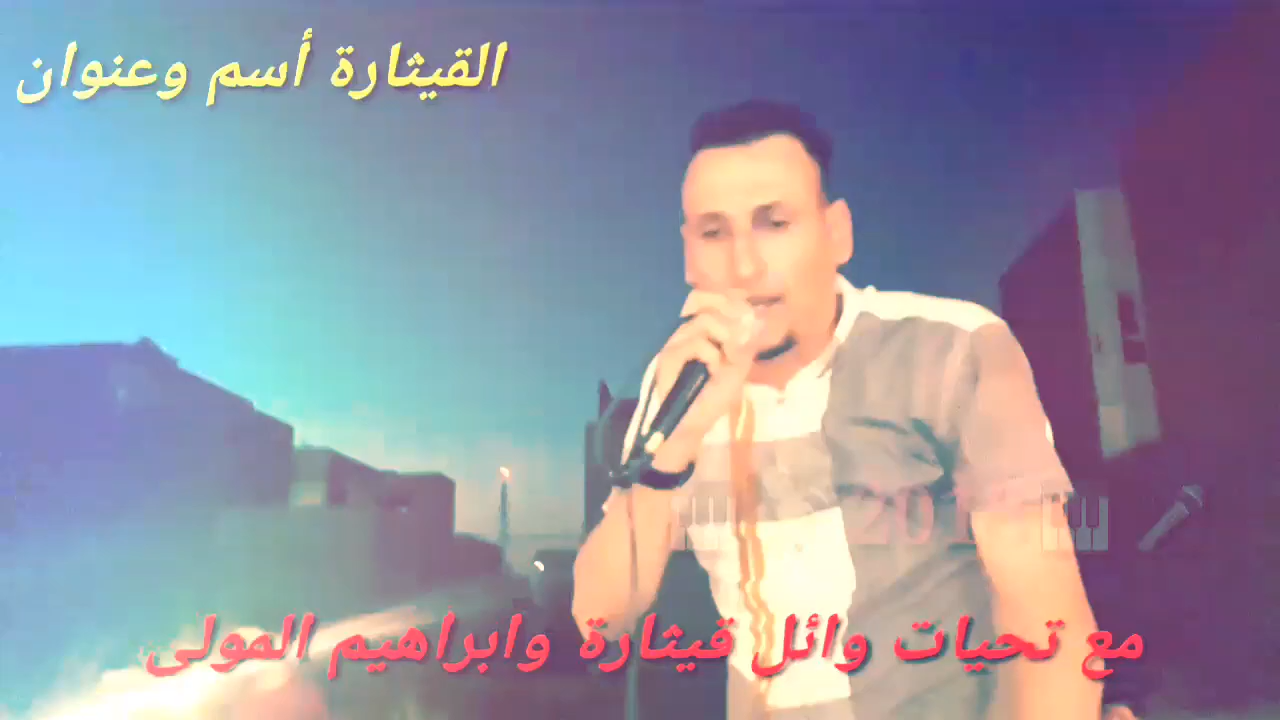 القيثارة أسم وعنوان
مع تحيات وائل قيثارة وابراهيم المولى